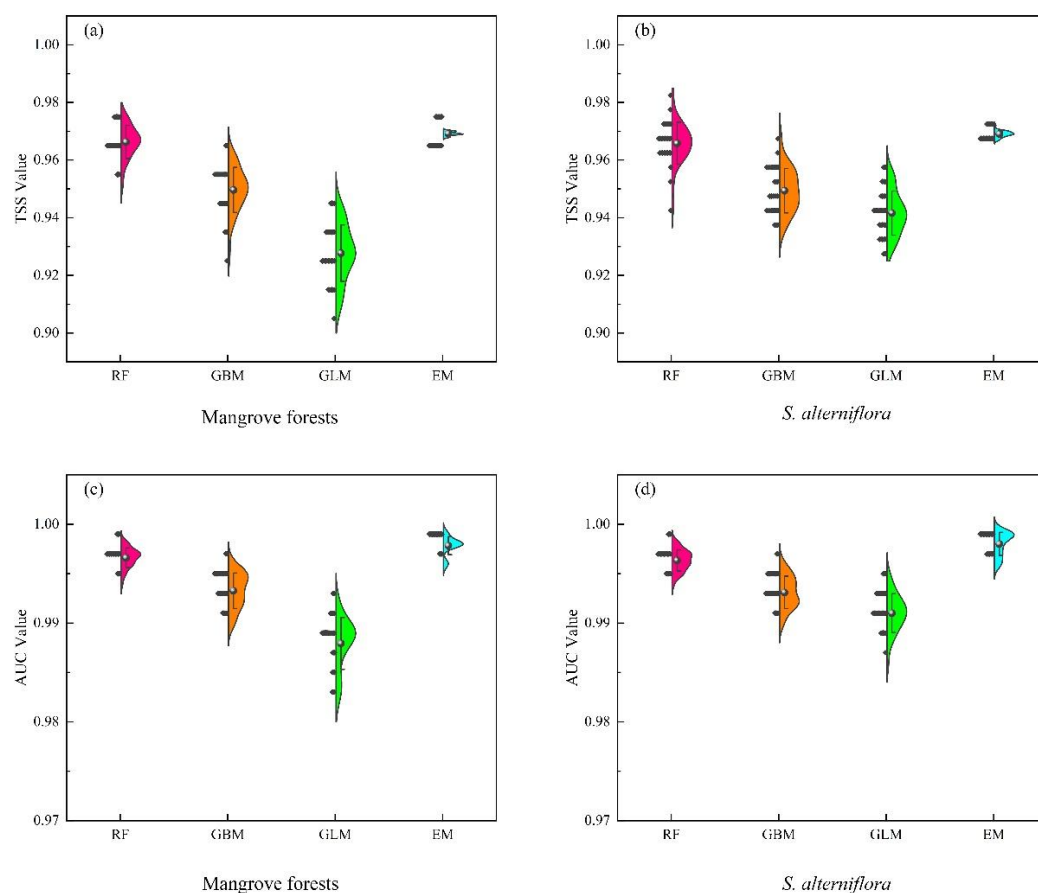 (a)
1.00
0.98
0.96
0.94
0.92
0.90
TSS Value
RF GBM GLM EM
Mangrove forests
(b)
1.00
0.98
0.96
0.94
0.92
0.90
TSS Value
RF GBM GLM EM
S. alterniflora
(c)
1.00
0.99
0.98
0.97
AUC Value
RF GBM GLM EM
Mangrove forests
(d)
1.00
0.99
0.98
0.97
AUC Value
RF GBM GLM EM
S. alterniflora